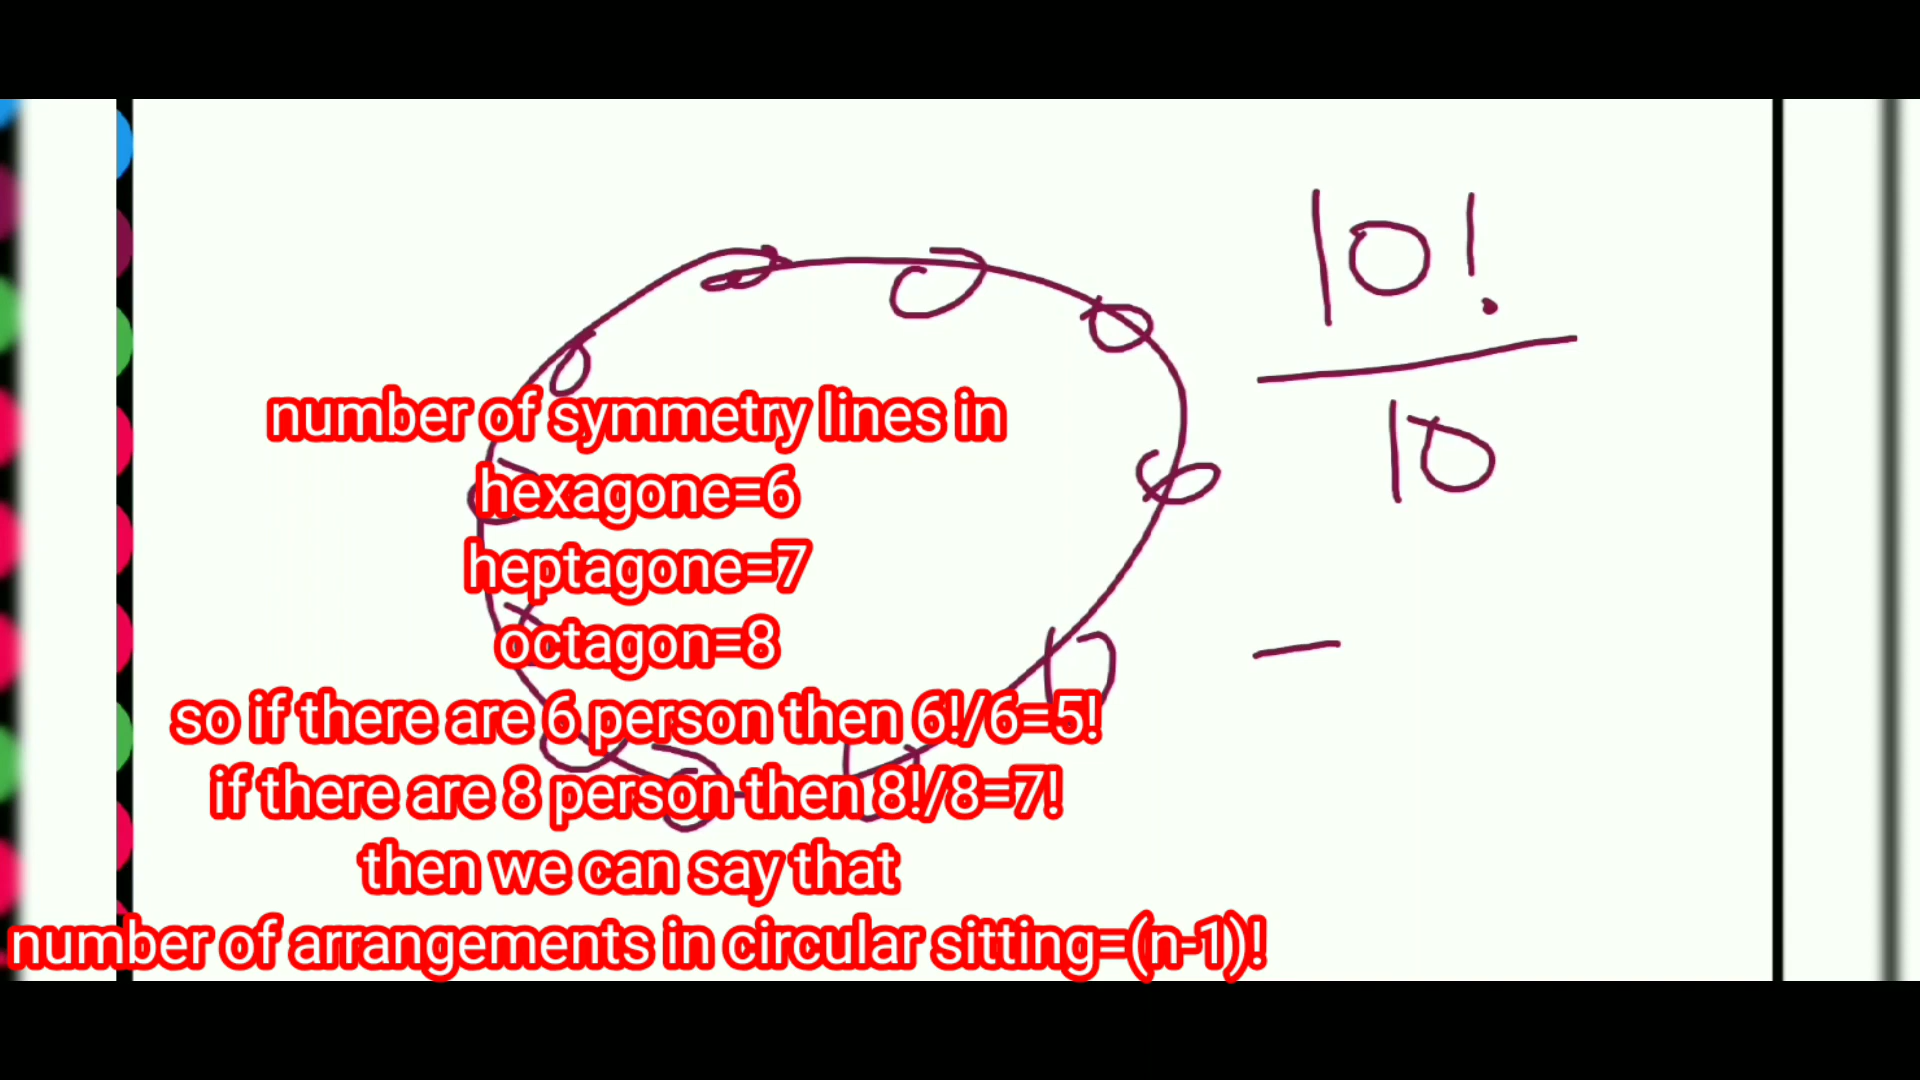 10!
10
number of symmetry lines in
hexagone=6
heptagone=7
octagon=8
so if there are 6 person then 6!/6=5!
if there are 8 person then 8!/8=7!
then we can say that
number of arrangements in circular sitting=(n-1)!